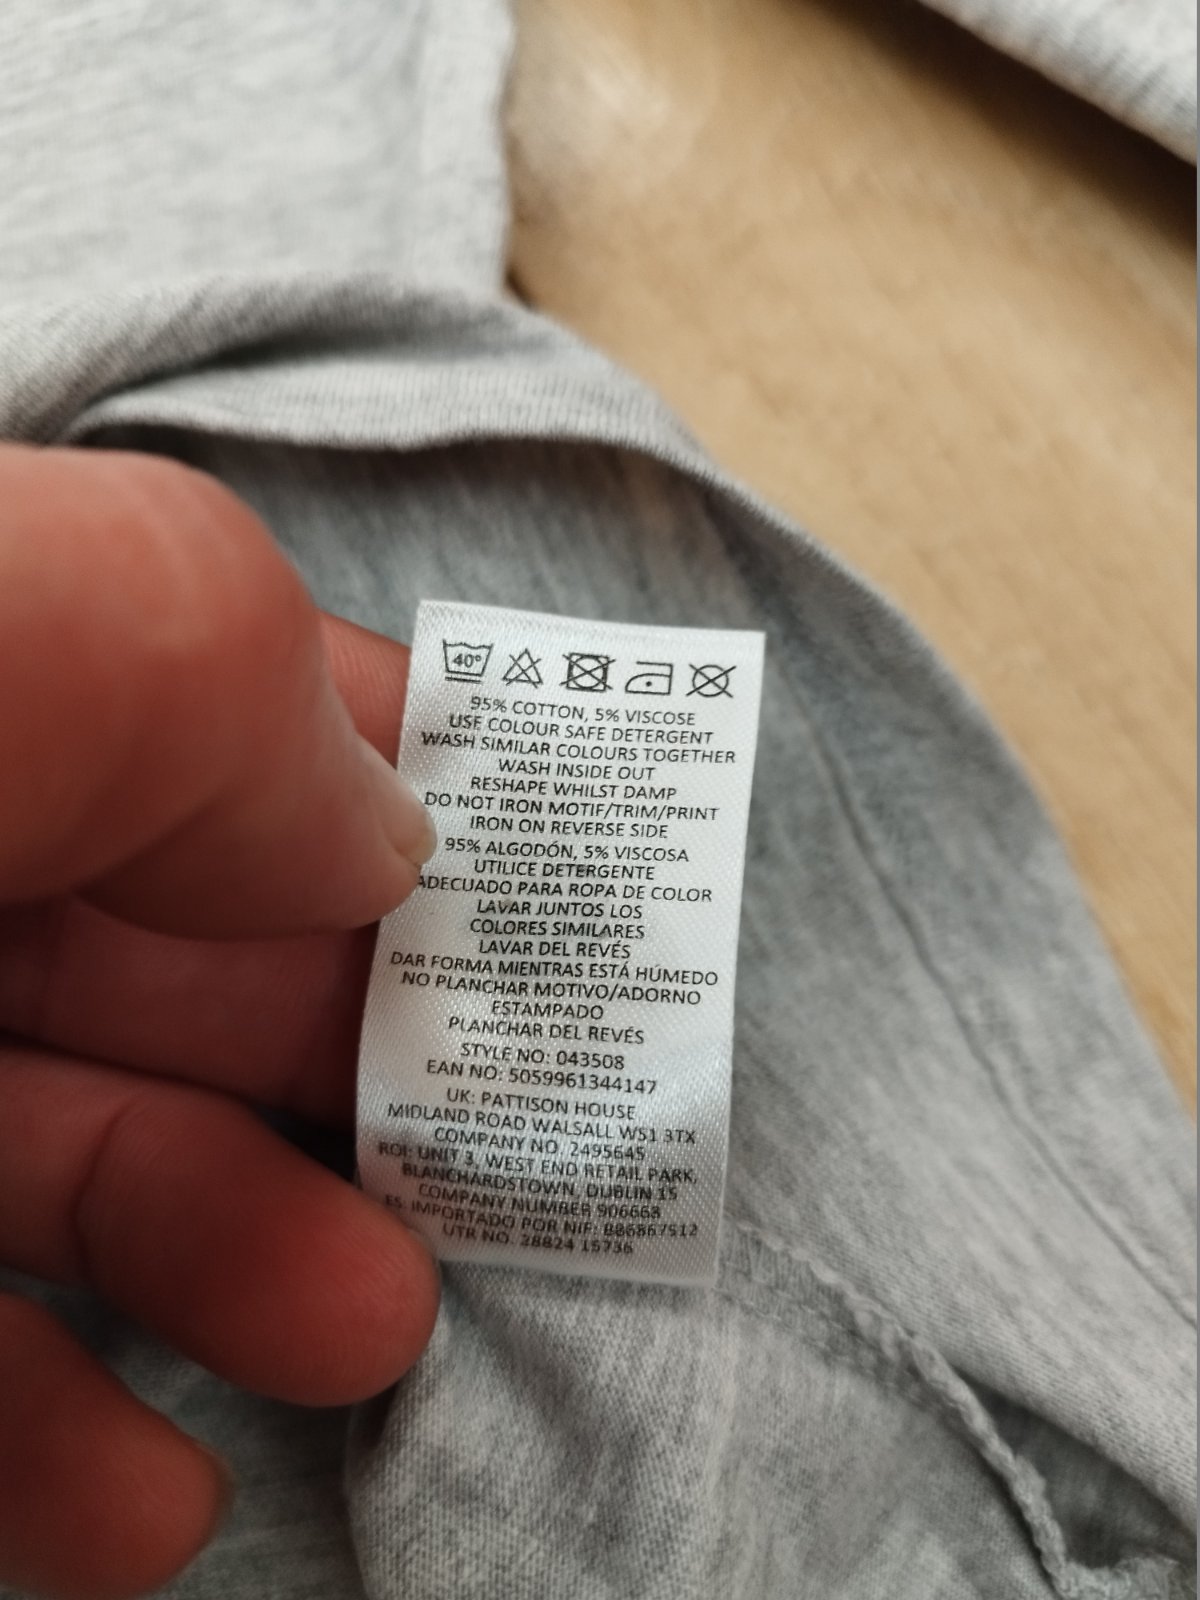 40°
95% COTTON, 5% VISCOSE
USE COLOUR SAFE DETERGENT
WASH SIMILAR COLOURS TOGETHER
WASH INSIDE OUT
RESHAPE WHILST DAMP
DO NOT IRON MOTIF/TRIM/PRINT
IRON ON REVERSE SIDE
95% ALGODÓN, 5% VISCOSA
UTILICE DETERGENTE
ADECUADO PARA ROPA DE COLOR
LAVAR JUNTOS LOS
COLORES SIMILARES
LAVAR DEL REVÉS
DAR FORMA MIENTRAS ESTÁ HÚMEDO
NO PLANCHAR MOTIVO/ADORNO
ESTAMPADO
PLANCHAR DEL REVÉS
STYLE NO: 043508
EAN NO: 5059961344147
UK: PATTISON HOUSE
MIDLAND ROAD WALSALL WS1 3TX
COMPANY NO. 2495645
ROI: UNIT 3, WEST END RETAIL PARK,
BLANCHARDSTOWN, DUBLIN 15
COMPANY NUMBER 906668
ES: IMPORTADO POR NIF: B86867512
UTR NO. 28824 15736